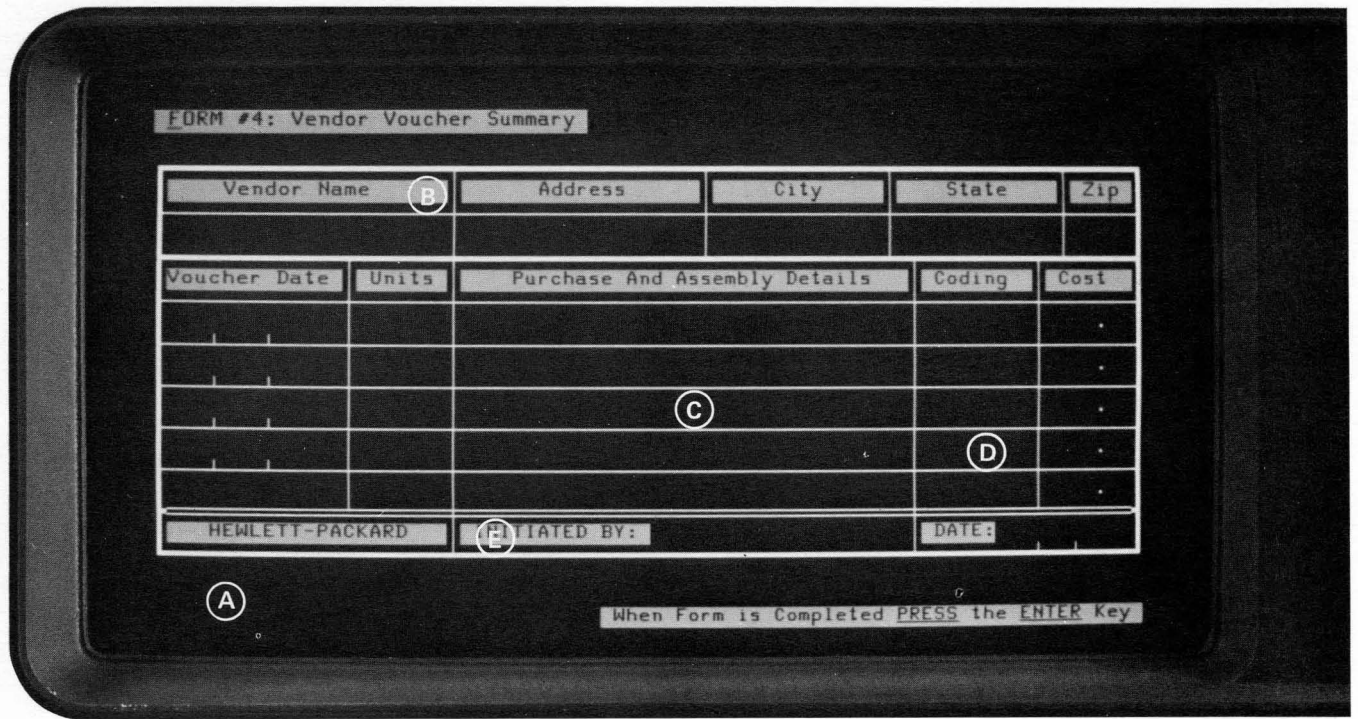 FORM #4: Vendor Voucher Summary
Vendor Name B Address City State Zip
Voucher Date Units Purchase And Assembly Details Coding Cost
C
D
HEWLETT-PACKARD E INITIATED BY: DATE:
A
When Form is Completed PRESS the ENTER Key